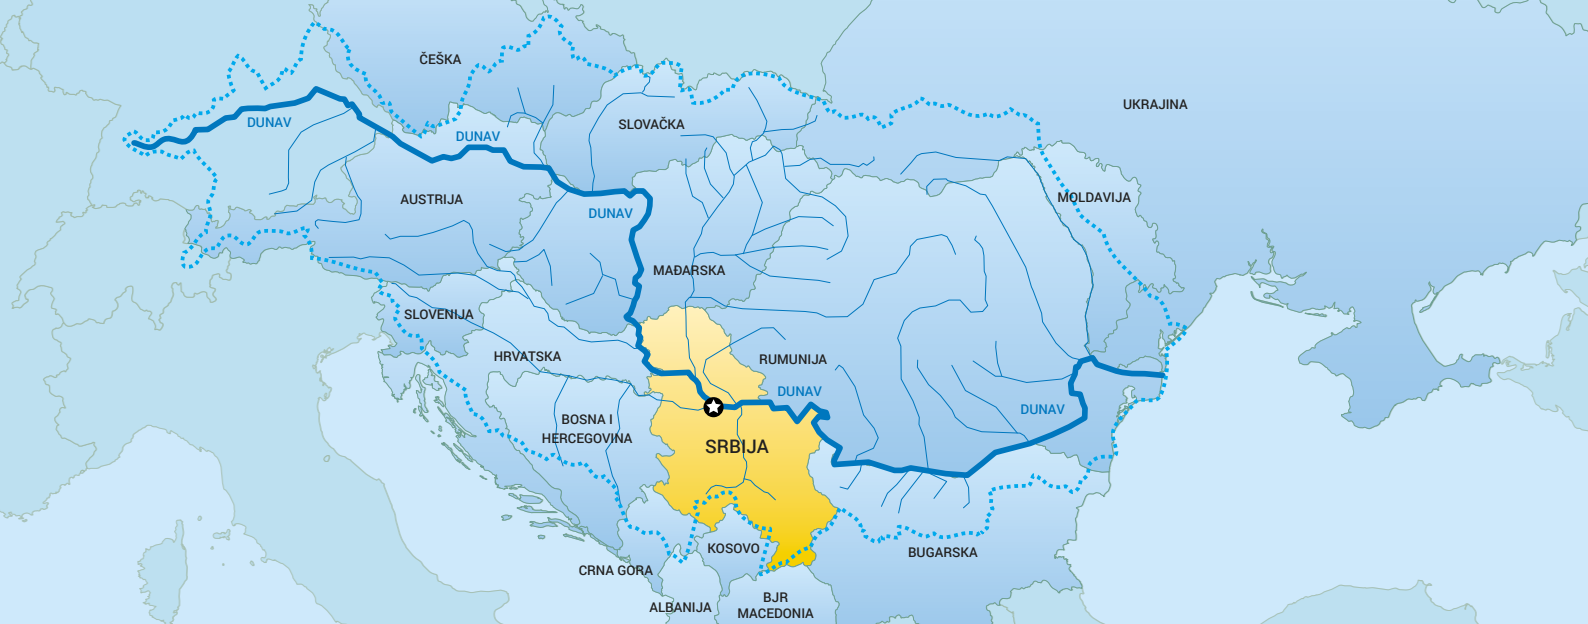 ČEŠKA
UKRAJINA
DUNAV
SLOVAČKA
DUNAV
AUSTRIJA
MOLDAVIJA
DUNAV
MAĐARSKA
SLOVENIJA
HRVATSKA
RUMUNIJA
DUNAV
DUNAV
BOSNA I
HERCEGOVINA
SRBIJA
KOSOVO
BUGARSKA
CRNA GORA
ALBANIJA
BJR
MACEDONIA